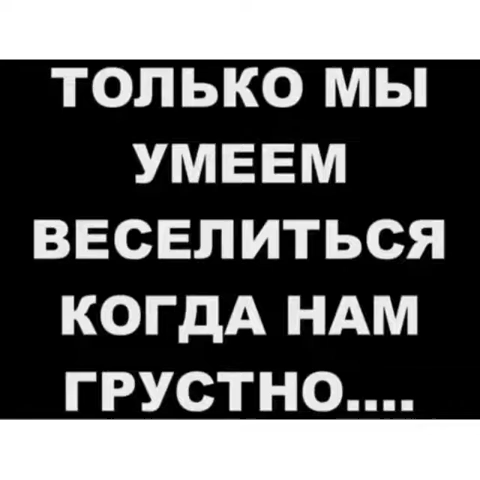 ТОЛЬКО МЫ
УМЕЕМ
ВЕСЕЛИТЬСЯ
КОГДА НАМ
ГРУСТНО....